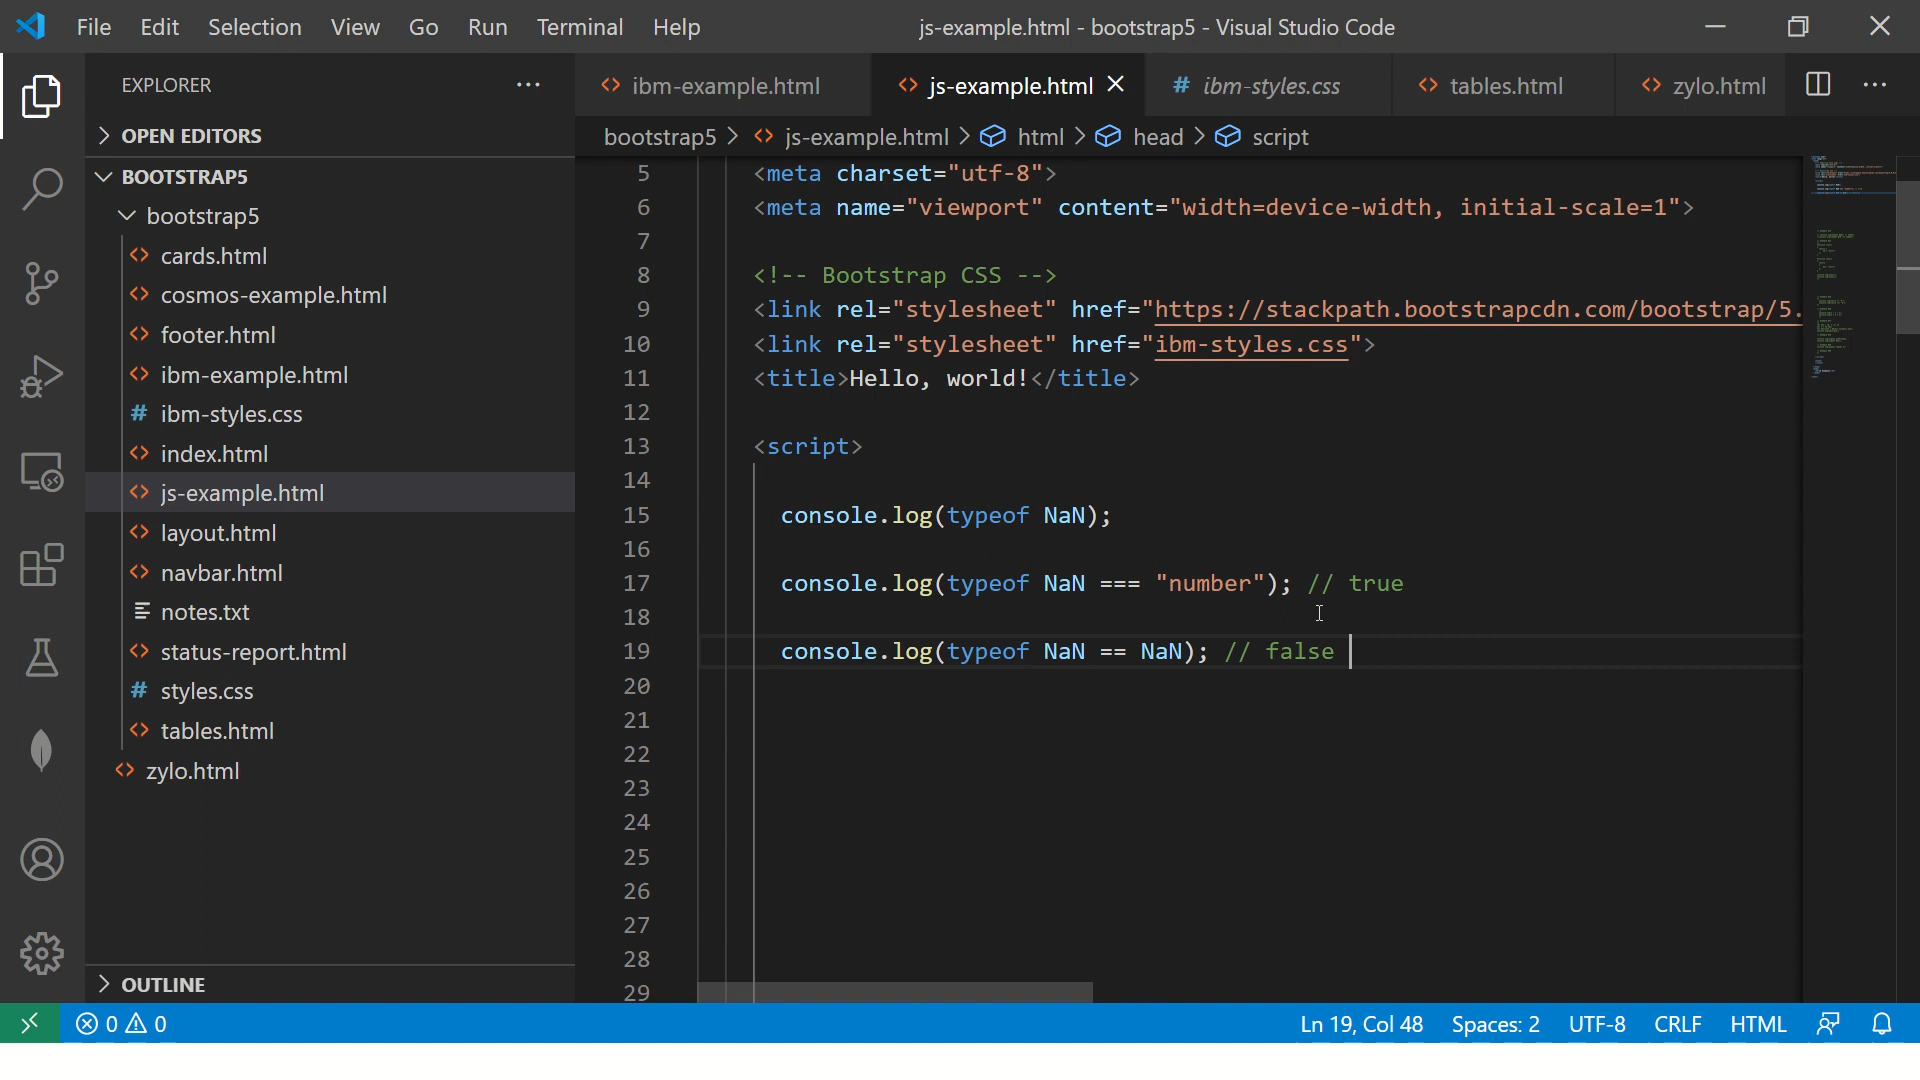 File Edit Selection View Go Run Terminal Help js-example.html - bootstrap5 - Visual Studio Code
EXPLORER
OPEN EDITORS
BOOTSTRAP5
bootstrap5
cards.html
cosmos-example.html
footer.html
ibm-example.html
ibm-styles.css
index.html
js-example.html
layout.html
navbar.html
notes.txt
status-report.html
styles.css
tables.html
zylo.html
OUTLINE
ibm-example.html js-example.html ibm-styles.css tables.html zylo.html
bootstrap5 > js-example.html > html > head > script
5 <meta charset="utf-8">
6 <meta name="viewport" content="width=device-width, initial-scale=1">
7
8 <!-- Bootstrap CSS -->
9 <link rel="stylesheet" href="https://stackpath.bootstrapcdn.com/bootstrap/5.
10 <link rel="stylesheet" href="ibm-styles.css">
11 <title>Hello, world!</title>
12
13 <script>
14
15 console.log(typeof NaN);
16
17 console.log(typeof NaN === "number"); // true
18
19 console.log(typeof NaN == NaN); // false
20
21
22
23
24
25
26
27
28
29
0 0 Ln 19, Col 48 Spaces: 2 UTF-8 CRLF HTML